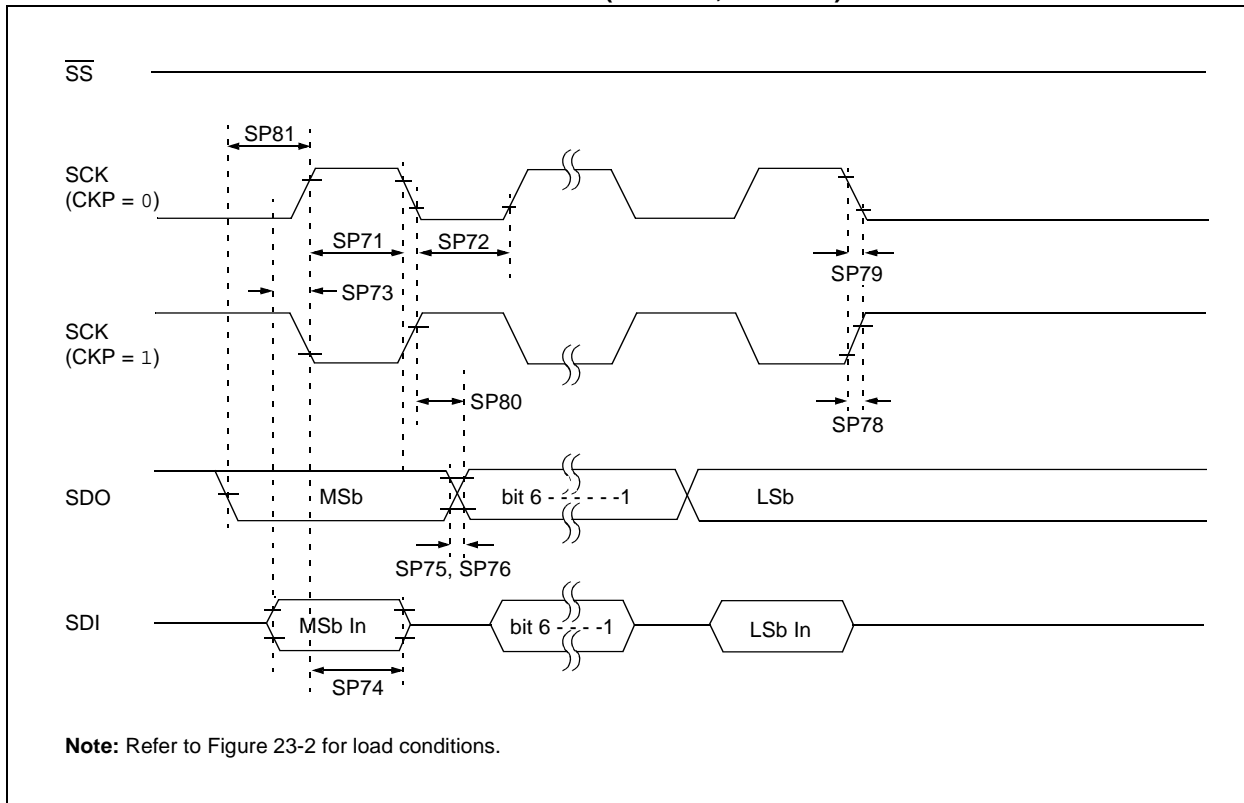 SS
SP81
SCK
(CKP = 0)
SP71
SP72
SP79
SP73
SCK
(CKP = 1)
SP80
SP78
SDO
MSb
bit 6 - - - - - -1
LSb
SP75, SP76
SDI
MSb In
bit 6 - - - -1
LSb In
SP74
Note: Refer to Figure 23-2 for load conditions.